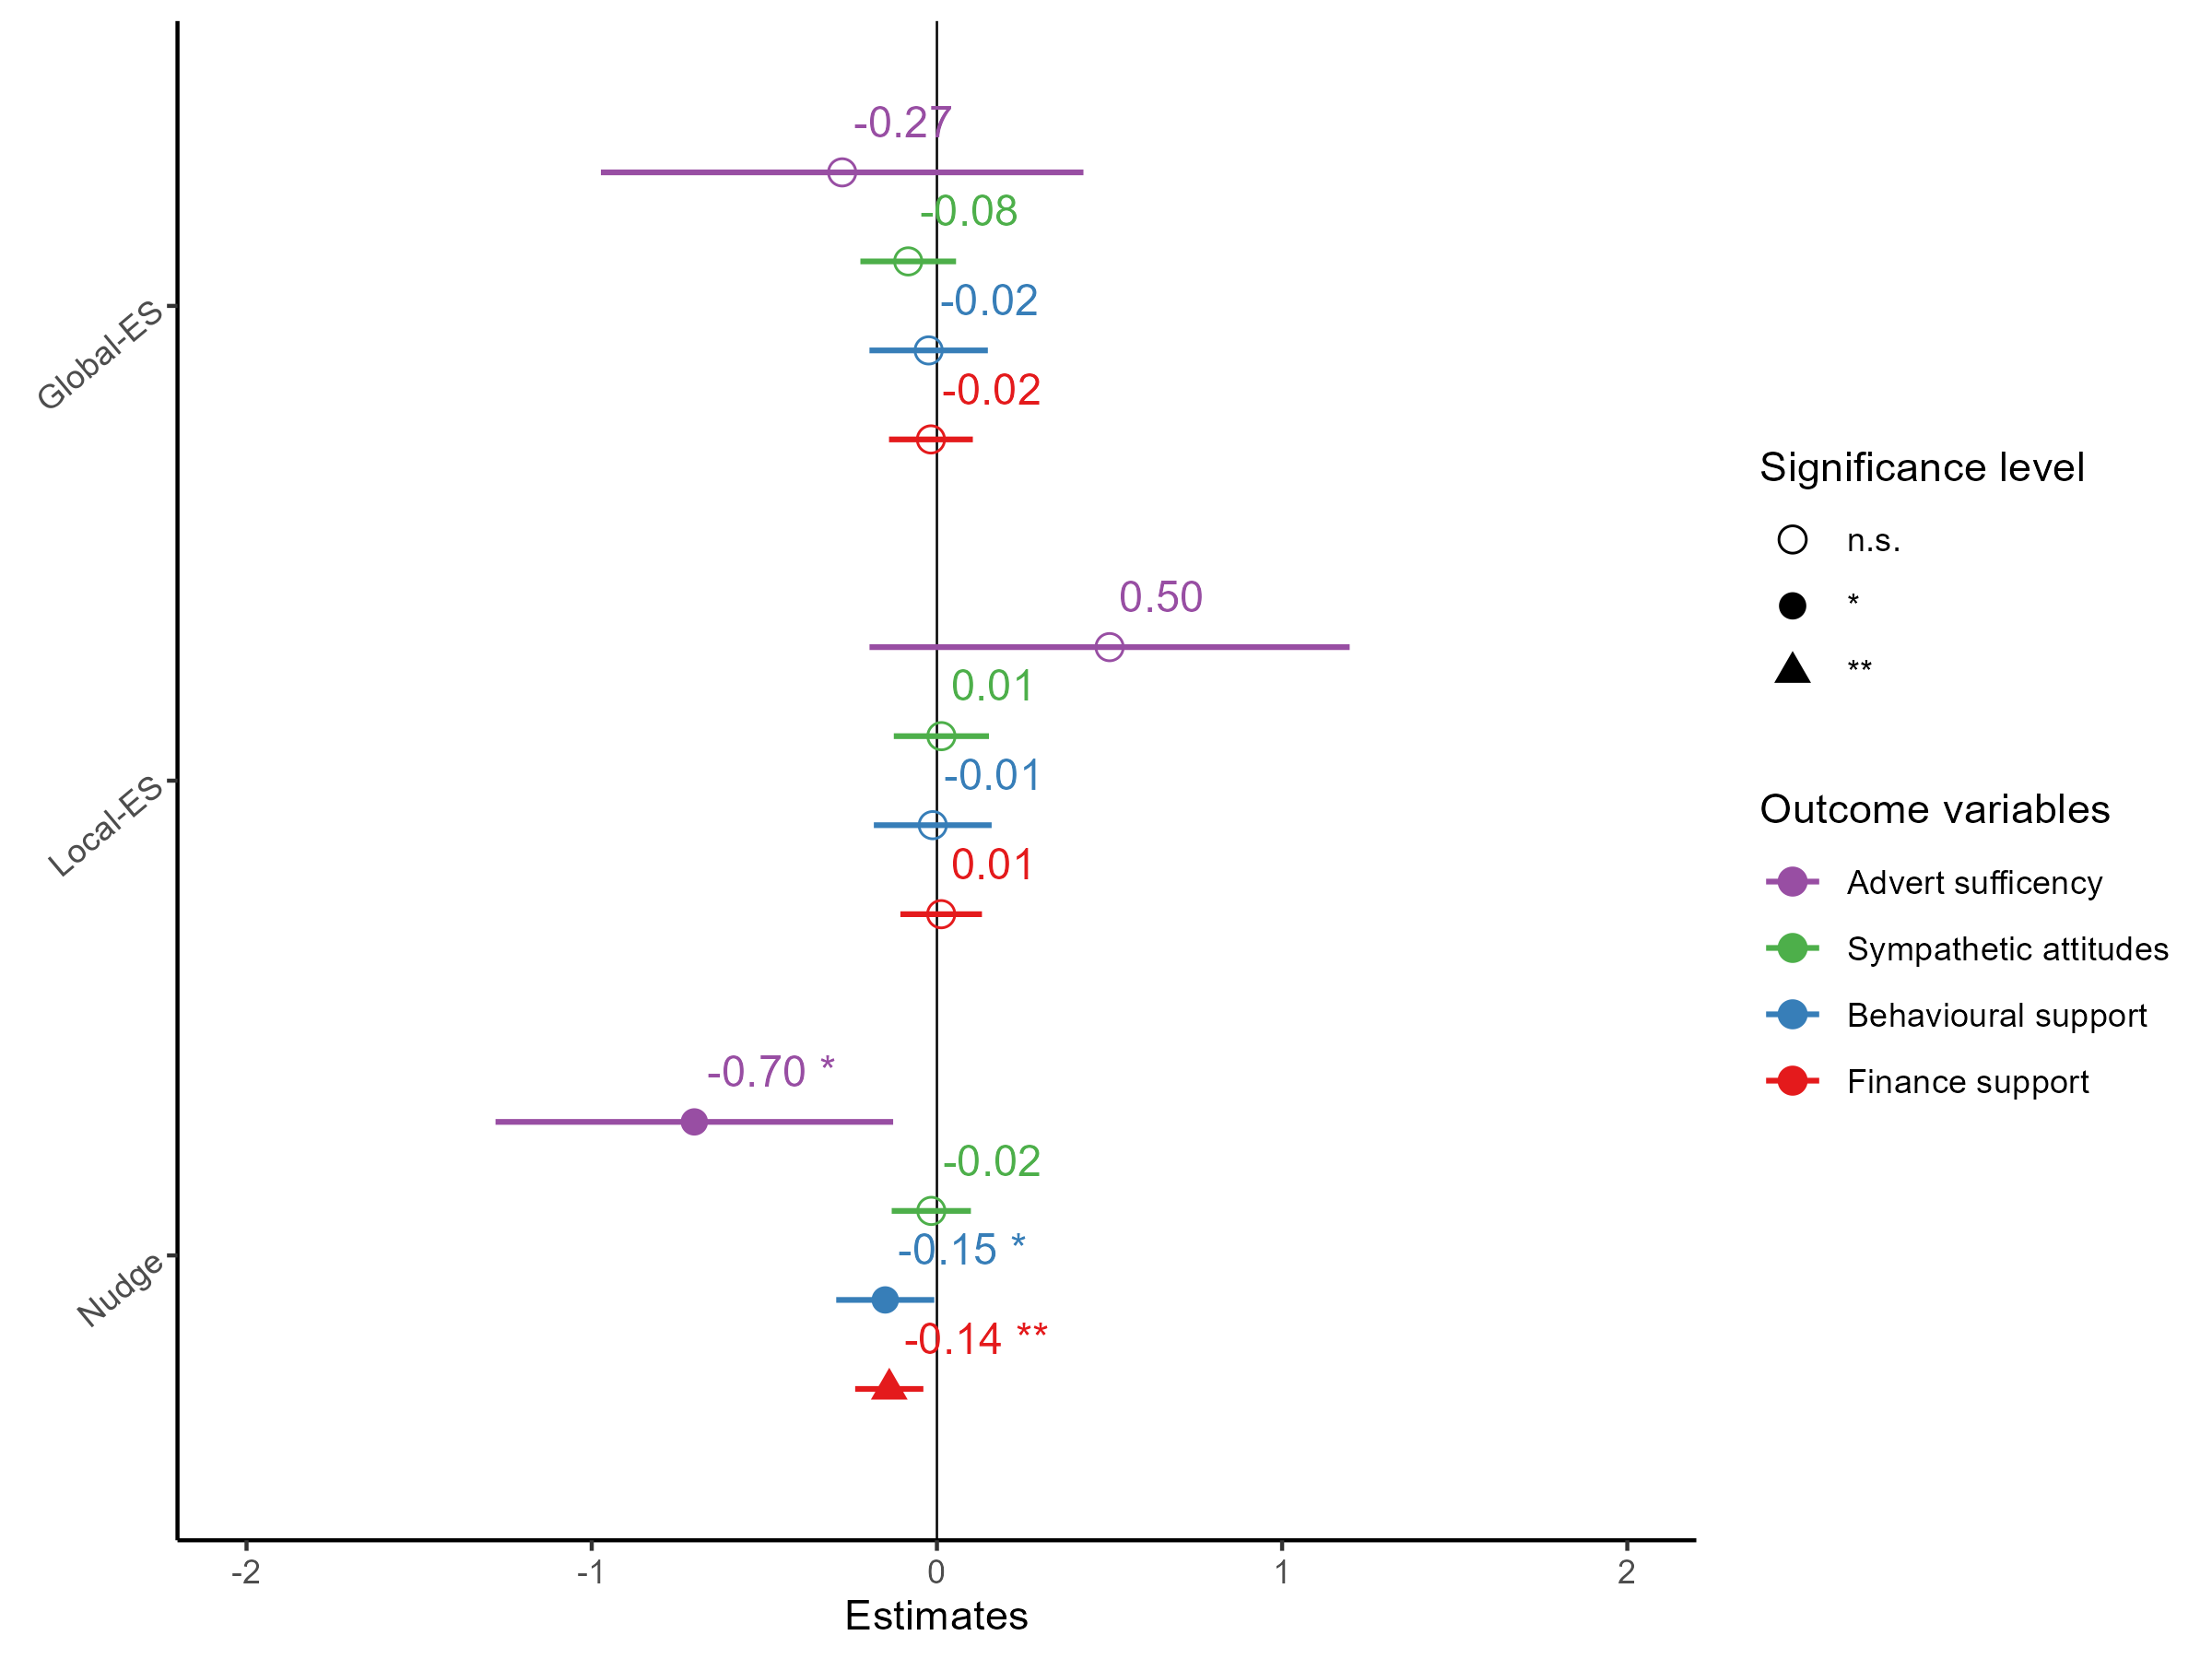 -0.27
-0.08
-0.02
-0.02
Global-ES
0.50
0.01
-0.01
0.01
Local-ES
-0.70 *
-0.02
-0.15 *
-0.14 **
Nudge
-2
-1
0
1
2
Estimates
Significance level
n.s.
*
**
Outcome variables
Advert sufficency
Sympathetic attitudes
Behavioural support
Finance support